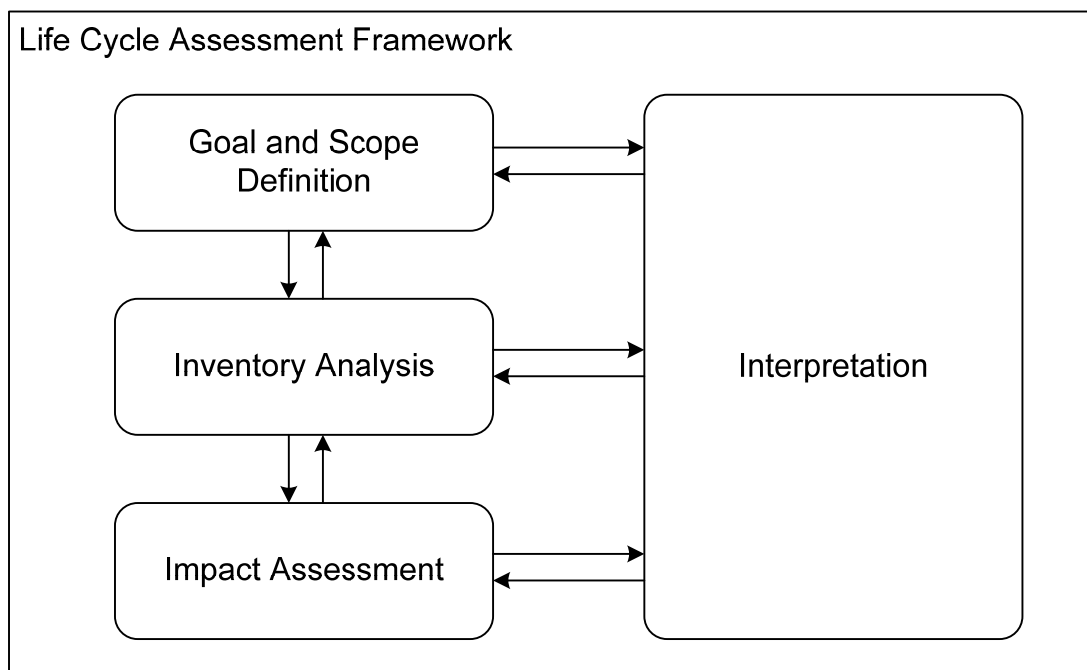 Life Cycle Assessment Framework
Goal and Scope
Definition
Inventory Analysis
Interpretation
Impact Assessment